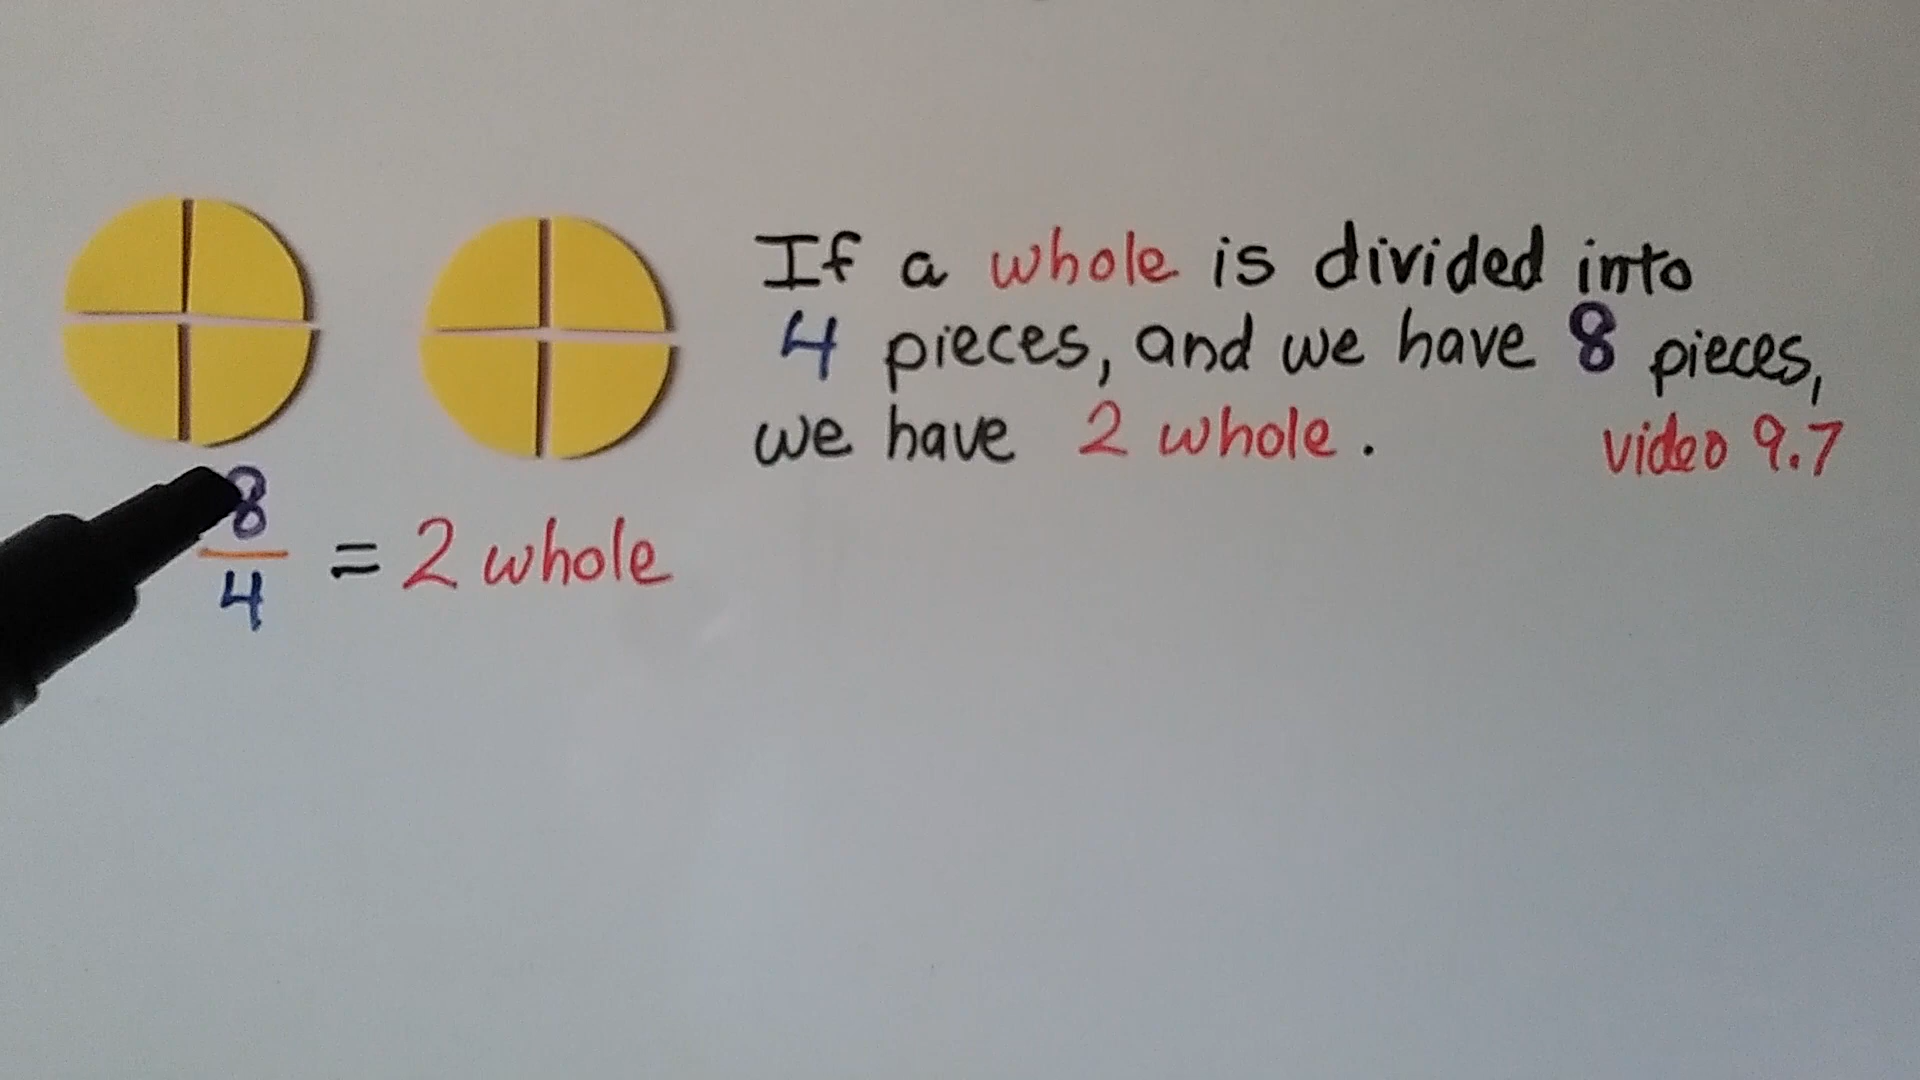 If a whole is divided into
4 pieces, and we have 8 pieces,
we have 2 whole.
video 9.7
8
4
= 2 whole